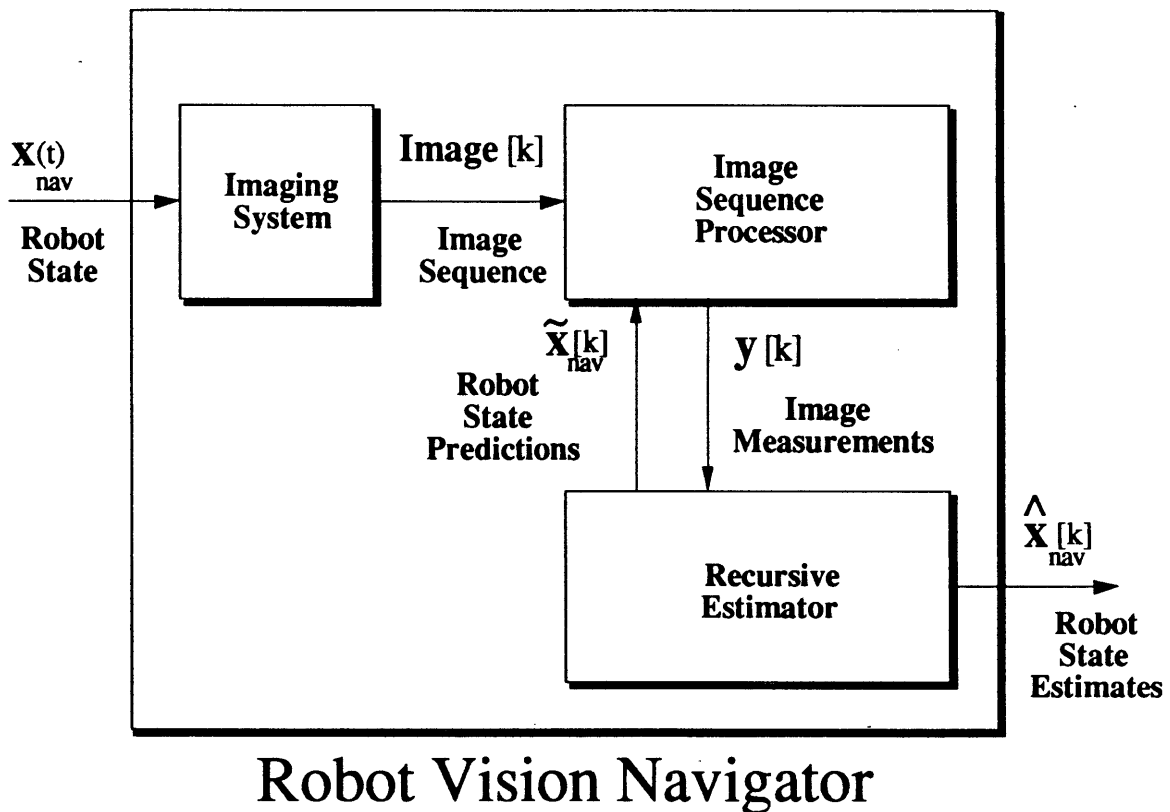 x(t)
nav
Robot
State
Imaging
System
Image [k]
Image
Sequence
Image
Sequence
Processor
x̃[k]
nav
Robot
State
Predictions
y [k]
Image
Measurements
Recursive
Estimator
x̂[k]
nav
Robot
State
Estimates
Robot Vision Navigator